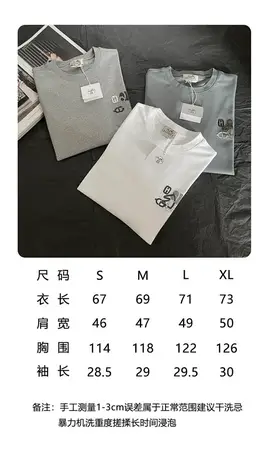 尺 码 S M L XL
衣 长 67 69 71 73
肩 宽 46 47 49 50
胸 围 114 118 122 126
袖 长 28.5 29 29.5 30
备注：手工测量1-3cm误差属于正常范围建议干洗忌
暴力机洗重度搓揉长时间浸泡